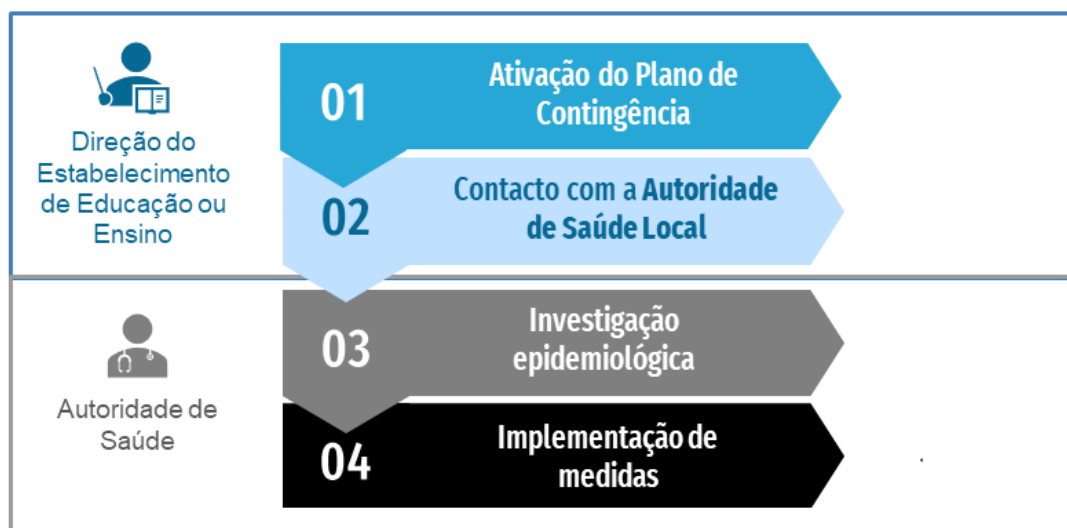 Direção do
Estabelecimento
de Educação ou
Ensino
01
Ativação do Plano de
Contingência
02
Contacto com a Autoridade
de Saúde Local
Autoridade de
Saúde
03
Investigação
epidemiológica
04
Implementação de
medidas